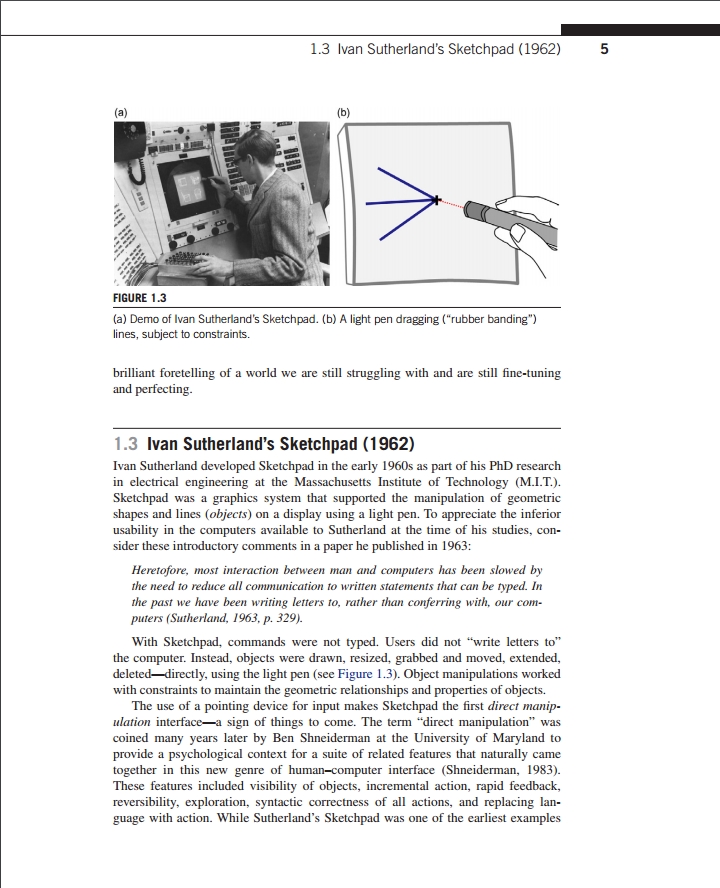 1.3 Ivan Sutherland's Sketchpad (1962) 5
(a) (b)
FIGURE 1.3
(a) Demo of Ivan Sutherland's Sketchpad. (b) A light pen dragging (“rubber banding”)
lines, subject to constraints.
brilliant foretelling of a world we are still struggling with and are still fine-tuning
and perfecting.
1.3 Ivan Sutherland's Sketchpad (1962)
Ivan Sutherland developed Sketchpad in the early 1960s as part of his PhD research
in electrical engineering at the Massachusetts Institute of Technology (M.I.T.).
Sketchpad was a graphics system that supported the manipulation of geometric
shapes and lines (objects) on a display using a light pen. To appreciate the inferior
usability in the computers available to Sutherland at the time of his studies, con-
sider these introductory comments in a paper he published in 1963:
Heretofore, most interaction between man and computers has been slowed by
the need to reduce all communication to written statements that can be typed. In
the past we have been writing letters to, rather than conferring with, our com-
puters (Sutherland, 1963, p. 329).
With Sketchpad, commands were not typed. Users did not “write letters to”
the computer. Instead, objects were drawn, resized, grabbed and moved, extended,
deleted—directly, using the light pen (see Figure 1.3). Object manipulations worked
with constraints to maintain the geometric relationships and properties of objects.
The use of a pointing device for input makes Sketchpad the first direct manip-
ulation interface—a sign of things to come. The term “direct manipulation” was
coined many years later by Ben Shneiderman at the University of Maryland to
provide a psychological context for a suite of related features that naturally came
together in this new genre of human–computer interface (Shneiderman, 1983).
These features included visibility of objects, incremental action, rapid feedback,
reversibility, exploration, syntactic correctness of all actions, and replacing lan-
guage with action. While Sutherland's Sketchpad was one of the earliest examples